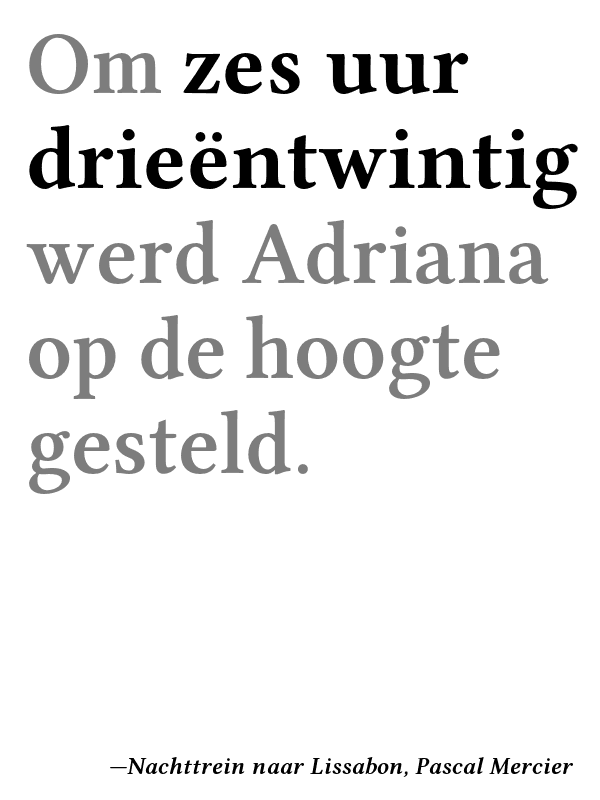 Om zes uur
drieëntwintig
werd Adriana
op de hoogte
gesteld.
—Nachttrein naar Lissabon, Pascal Mercier